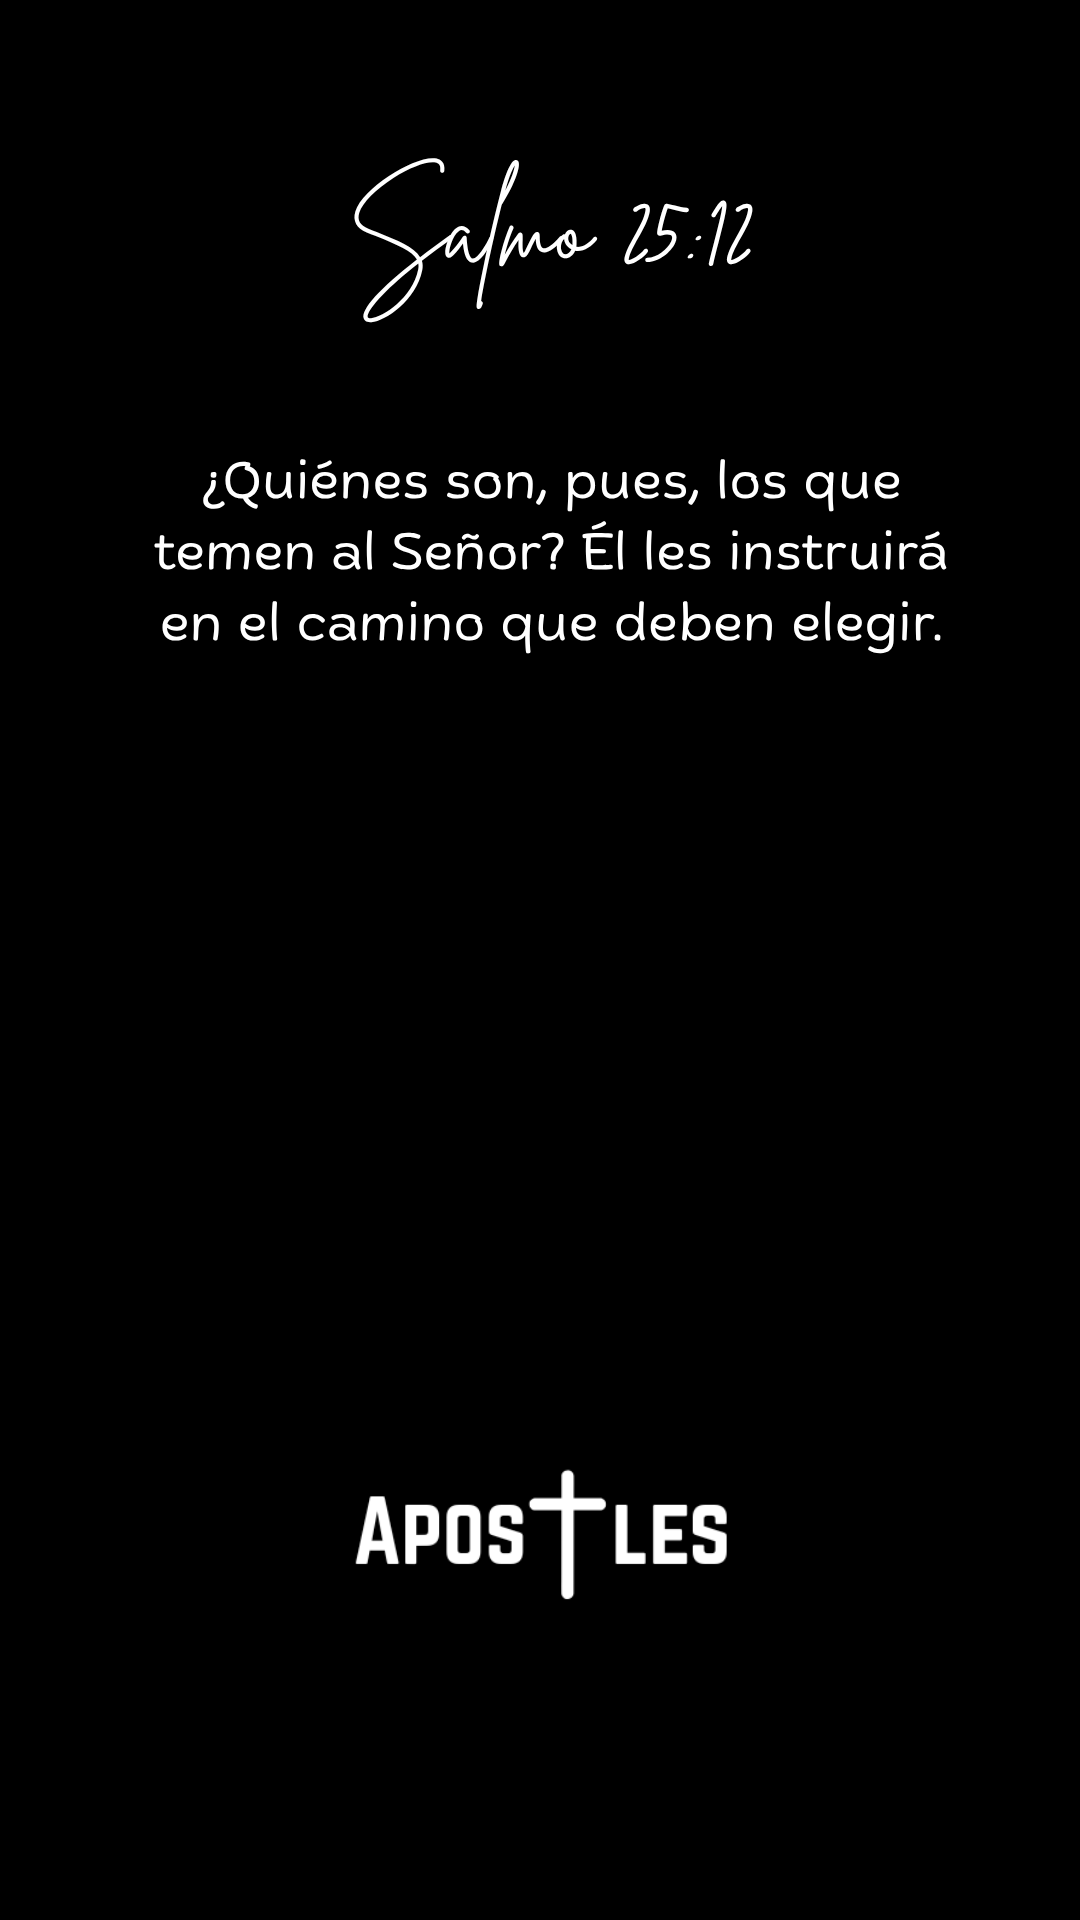 Salmo 25:12
¿Quiénes son, pues, los que
temen al Señor? Él les instruirá
en el camino que deben elegir.
APOSTLES